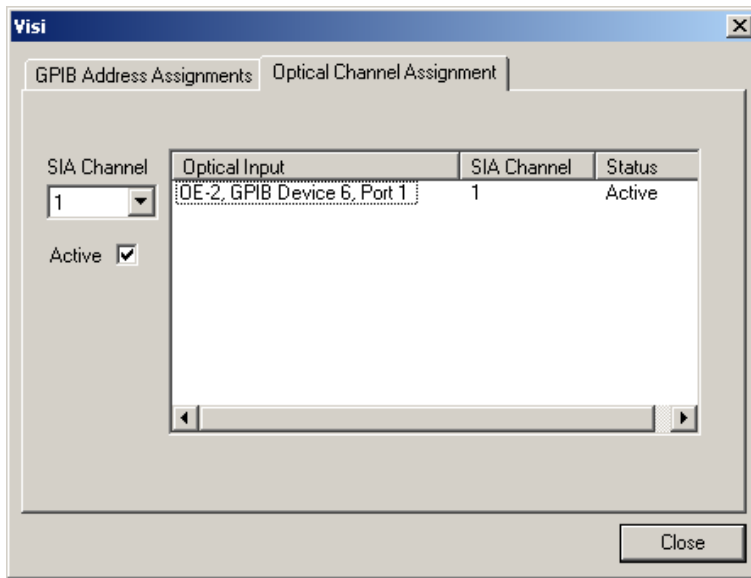 Visi
GPIB Address Assignments Optical Channel Assignment
SIA Channel
1
Active
Optical Input SIA Channel Status
OE-2, GPIB Device 6, Port 1 1 Active
Close